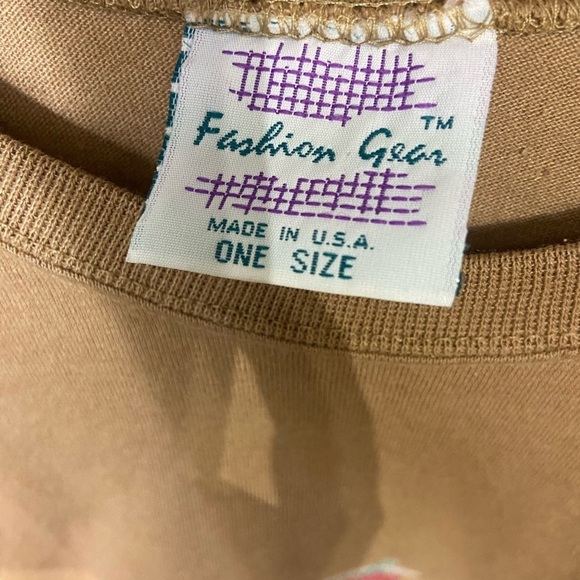 Fashion Gear™
MADE IN U.S.A.
ONE SIZE